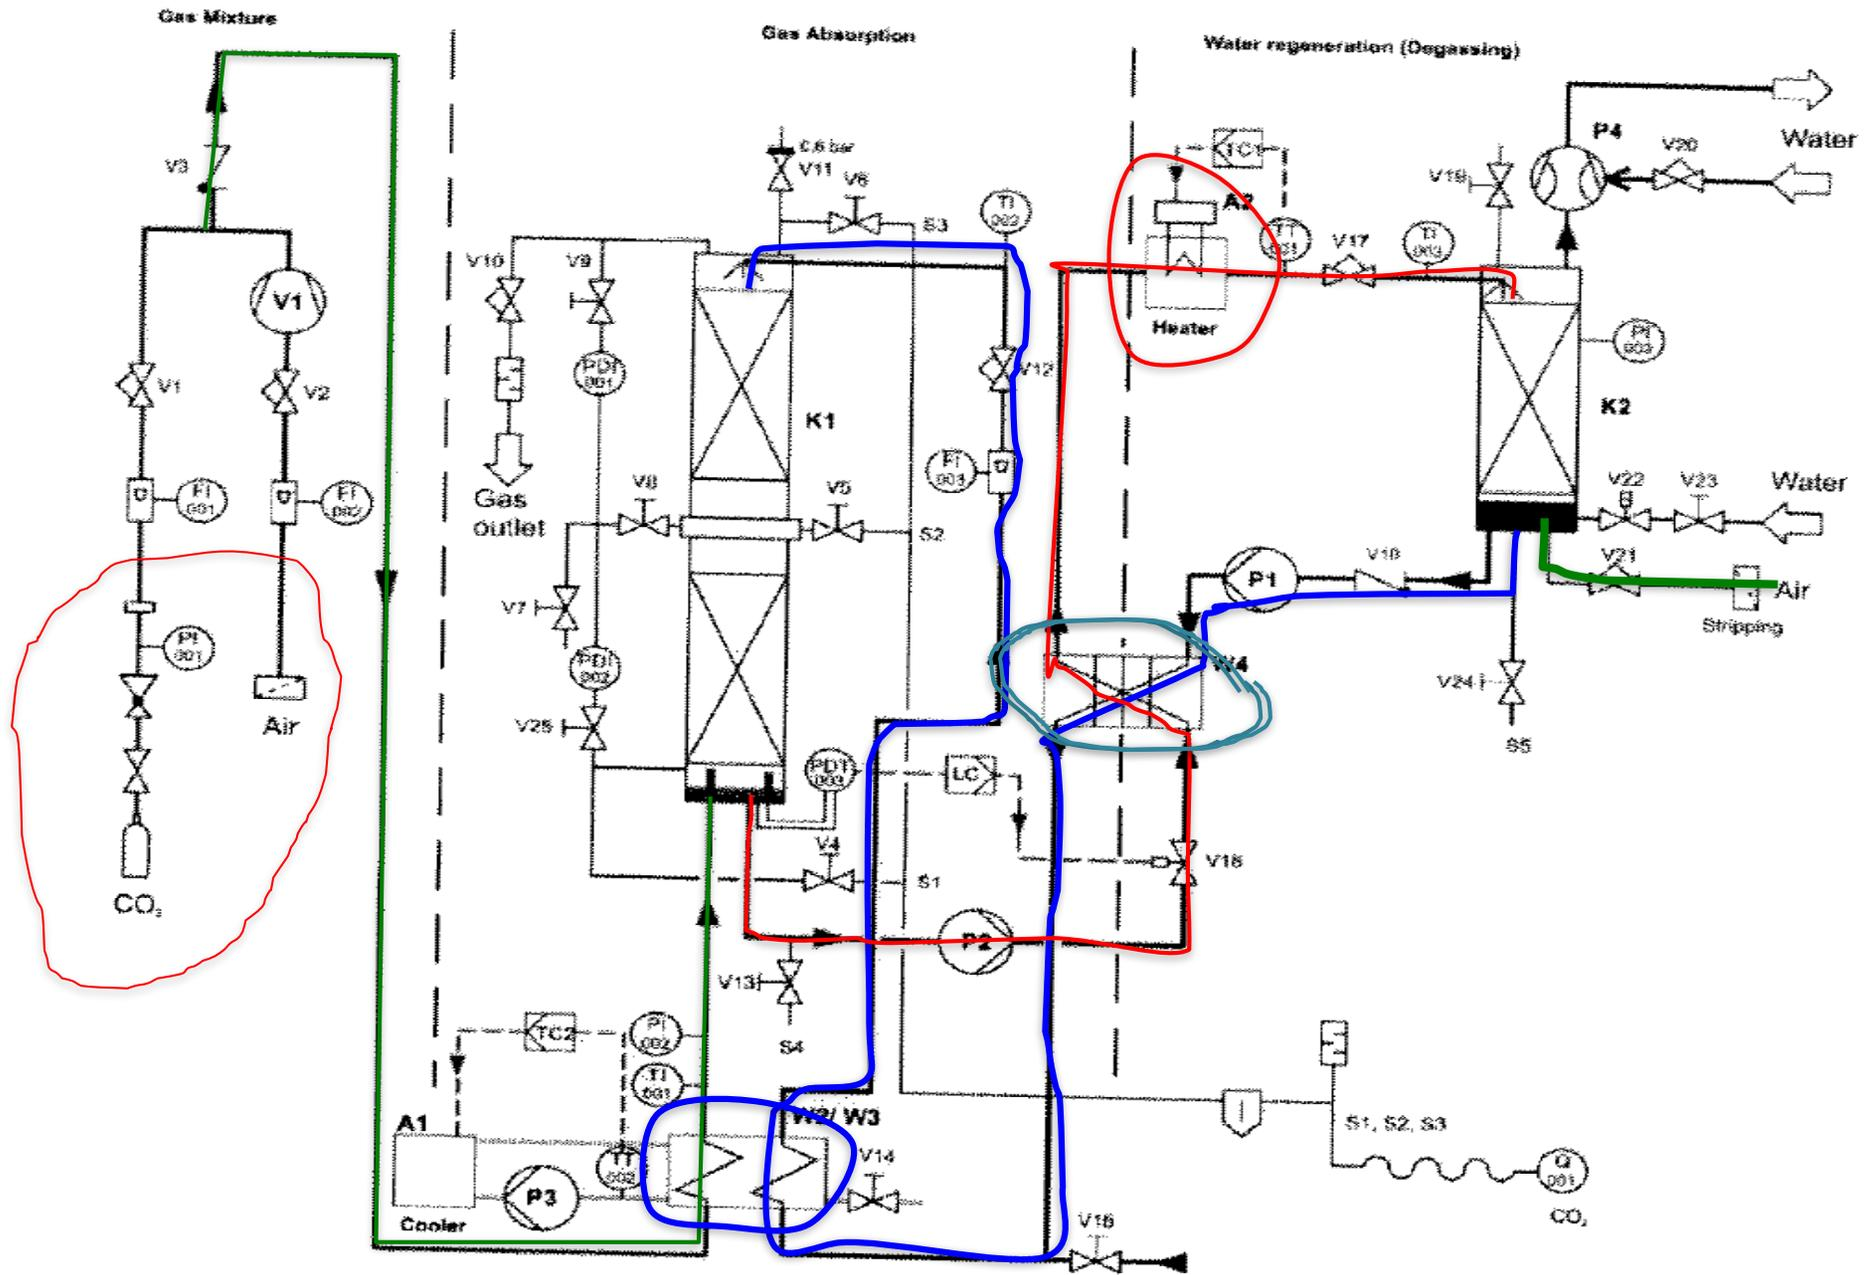 Gas Mixture
Gas Absorption
Water regeneration (Degassing)
P4
Water
V20
V3
0,6 bar
V11
V6
S3
TI
002
TC1
A2
TT
001
V17
TI
003
V19
V10
V9
V1
Heater
PI
003
K2
V1
V2
PDI
001
K1
V12
FI
001
FI
002
Gas
outlet
V8
V5
S2
FI
003
V22
V23
Water
P1
V21
Air
Stripping
V7
PI
001
PDI
002
Air
V25
W4
V24
S5
PDT
003
LC
CO₂
V4
S1
P2
V13
S4
TC2
PI
002
TI
001
A1
W2/ W3
TT
002
V14
P3
Cooler
S1, S2, S3
Q
001
CO₂